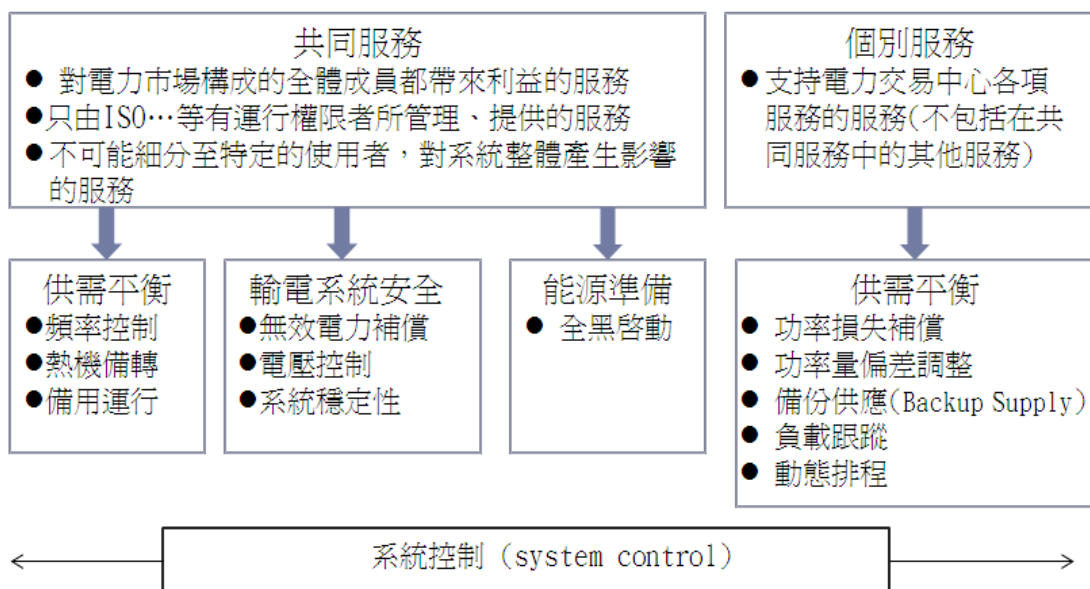 共同服務
● 對電力市場構成的全體成員都帶來利益的服務
●只由ISO…等有運行權限者所管理、提供的服務
● 不可能細分至特定的使用者，對系統整體產生影響
的服務
個別服務
●支持電力交易中心各項
服務的服務(不包括在共
同服務中的其他服務)
供需平衡
●頻率控制
●熱機備轉
●備用運行
輸電系統安全
●無效電力補償
●電壓控制
●系統穩定性
能源準備
● 全黑啓動
供需平衡
● 功率損失補償
● 功率量偏差調整
● 備份供應(Backup Supply)
● 負載跟蹤
● 動態排程
系統控制 (system control)